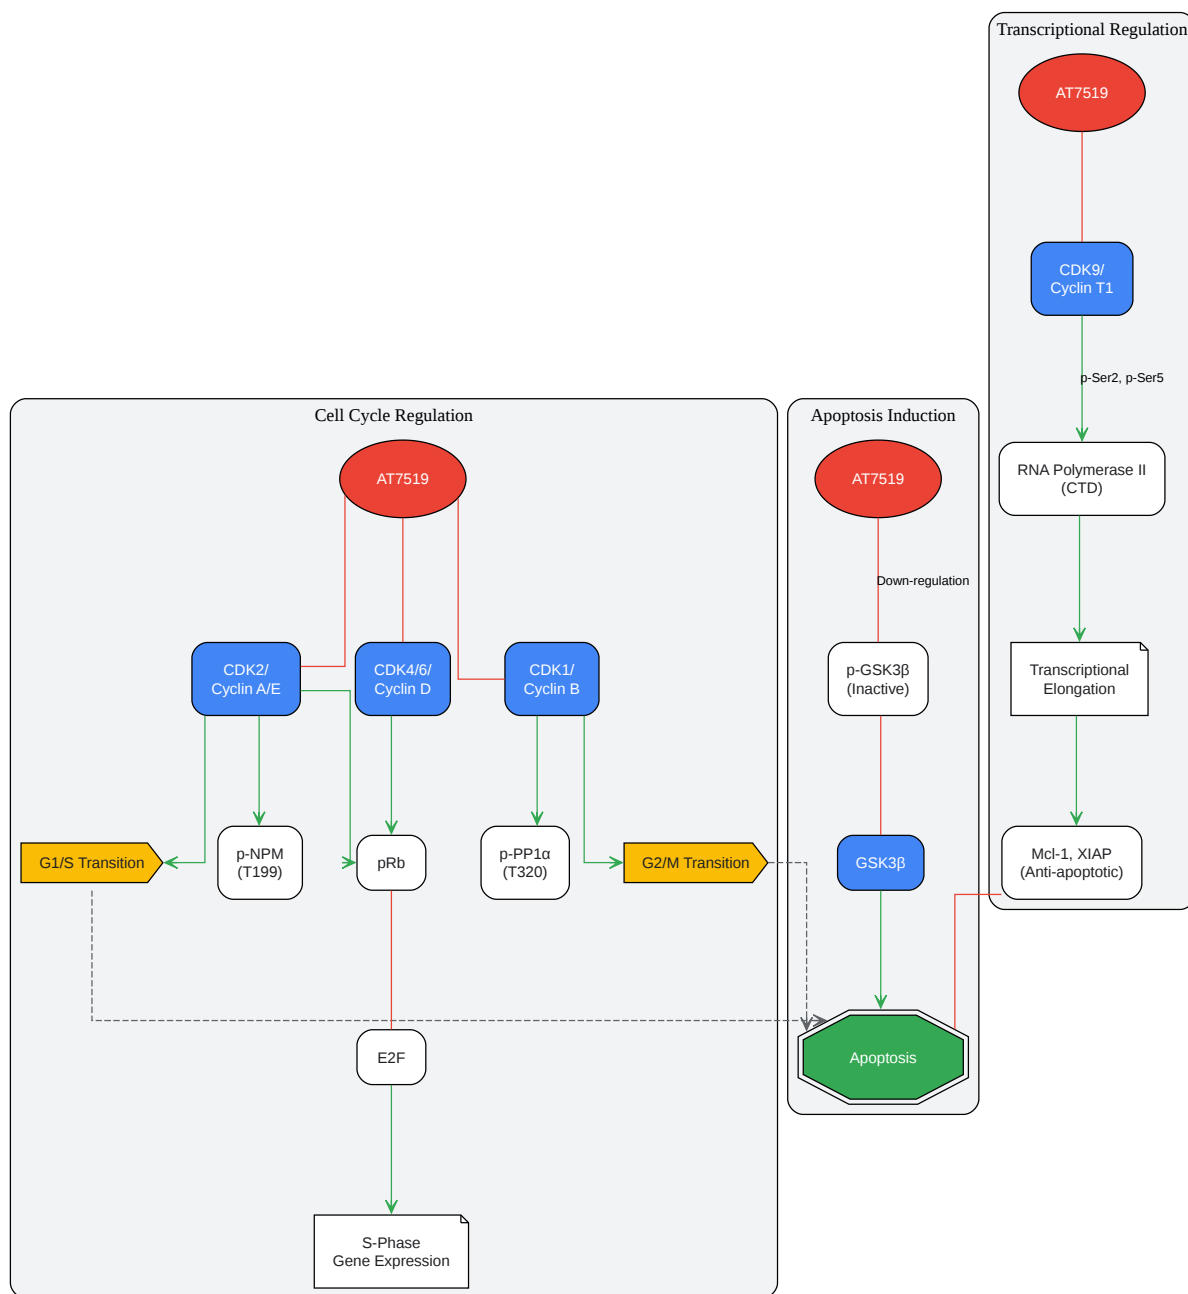 Transcriptional Regulation
AT7519
CDK9/
Cyclin T1
p-Ser2, p-Ser5
RNA Polymerase II
(CTD)
Transcriptional
Elongation
Mcl-1, XIAP
(Anti-apoptotic)
Cell Cycle Regulation
AT7519
CDK2/
Cyclin A/E
CDK4/6/
Cyclin D
CDK1/
Cyclin B
G1/S Transition
p-NPM
(T199)
pRb
p-PP1α
(T320)
G2/M Transition
E2F
S-Phase
Gene Expression
Apoptosis Induction
AT7519
Down-regulation
p-GSK3β
(Inactive)
GSK3β
Apoptosis